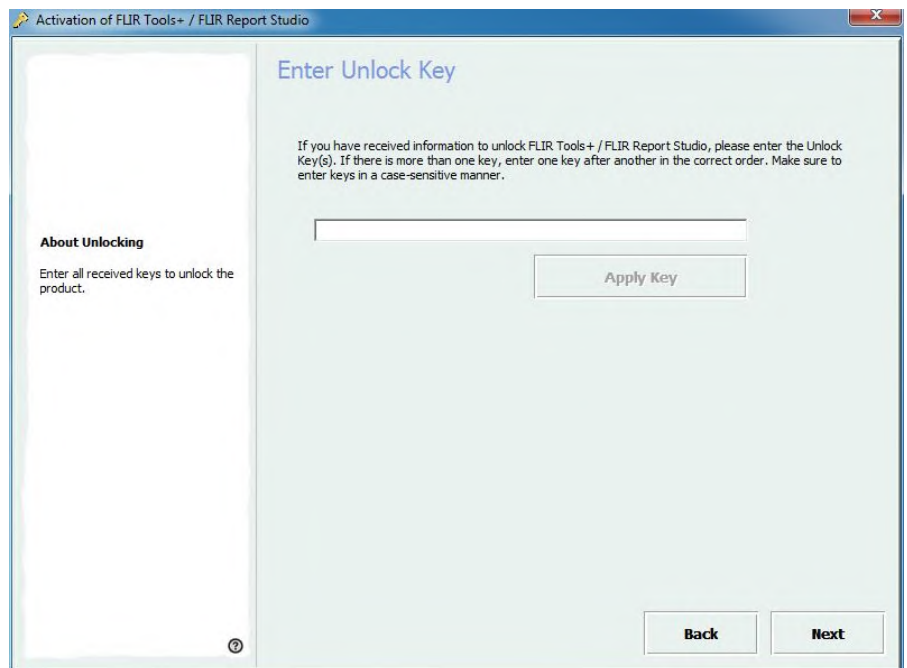 Activation of FLIR Tools+ / FLIR Report Studio
X
Enter Unlock Key
If you have received information to unlock FLIR Tools+ / FLIR Report Studio, please enter the Unlock
Key(s). If there is more than one key, enter one key after another in the correct order. Make sure to
enter keys in a case-sensitive manner.
Apply Key
About Unlocking
Enter all received keys to unlock the
product.
?
Back
Next